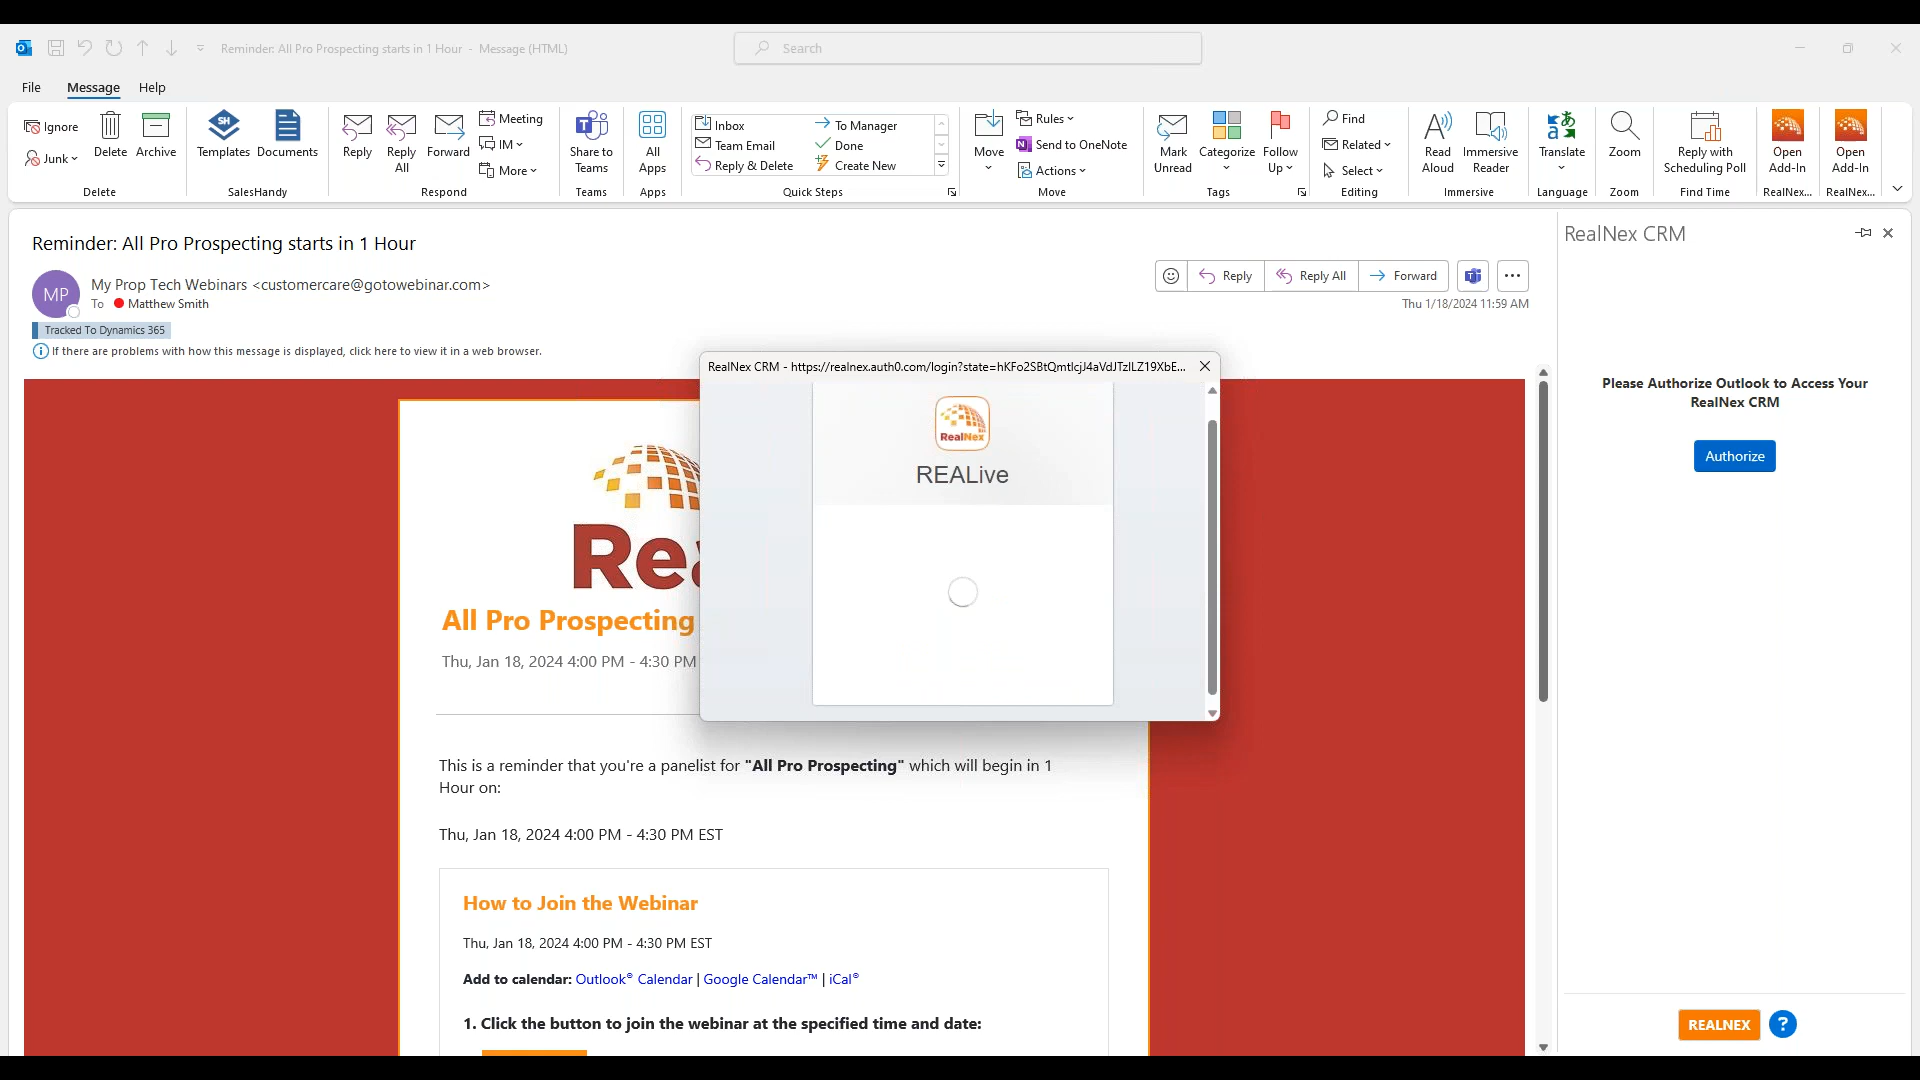 Reminder: All Pro Prospecting starts in 1 Hour - Message (HTML)
Search
File Message Help
Ignore
Junk
Delete
Archive
Delete
Templates
Documents
SalesHandy
Reply
Reply All
Forward
Meeting
IM
More
Respond
Share to Teams
Teams
All Apps
Apps
Inbox
To Manager
Team Email
Done
Reply & Delete
Create New
Quick Steps
Move
Rules
Send to OneNote
Actions
Move
Mark Unread
Categorize
Follow Up
Tags
Find
Related
Select
Editing
Read Aloud
Immersive Reader
Immersive
Translate
Language
Zoom
Zoom
Reply with Scheduling Poll
Find Time
Open Add-In
RealNex...
Open Add-In
RealNex...
Reminder: All Pro Prospecting starts in 1 Hour
MP
My Prop Tech Webinars <customercare@gotowebinar.com>
To Matthew Smith
Tracked To Dynamics 365
If there are problems with how this message is displayed, click here to view it in a web browser.
Reply
Reply All
Forward
Thu 1/18/2024 11:59 AM
RealNex CRM - https://realnex.auth0.com/login?state=hKFo2SBtQmtlcjJ4aVdJTzlLZ19XbE...
RealNex
REALive
Rea
All Pro Prospecting
Thu, Jan 18, 2024 4:00 PM - 4:30 PM
This is a reminder that you're a panelist for "All Pro Prospecting" which will begin in 1
Hour on:
Thu, Jan 18, 2024 4:00 PM - 4:30 PM EST
How to Join the Webinar
Thu, Jan 18, 2024 4:00 PM - 4:30 PM EST
Add to calendar: Outlook® Calendar | Google Calendar™ | iCal®
1. Click the button to join the webinar at the specified time and date:
RealNex CRM
Please Authorize Outlook to Access Your
RealNex CRM
Authorize
REALNEX
?